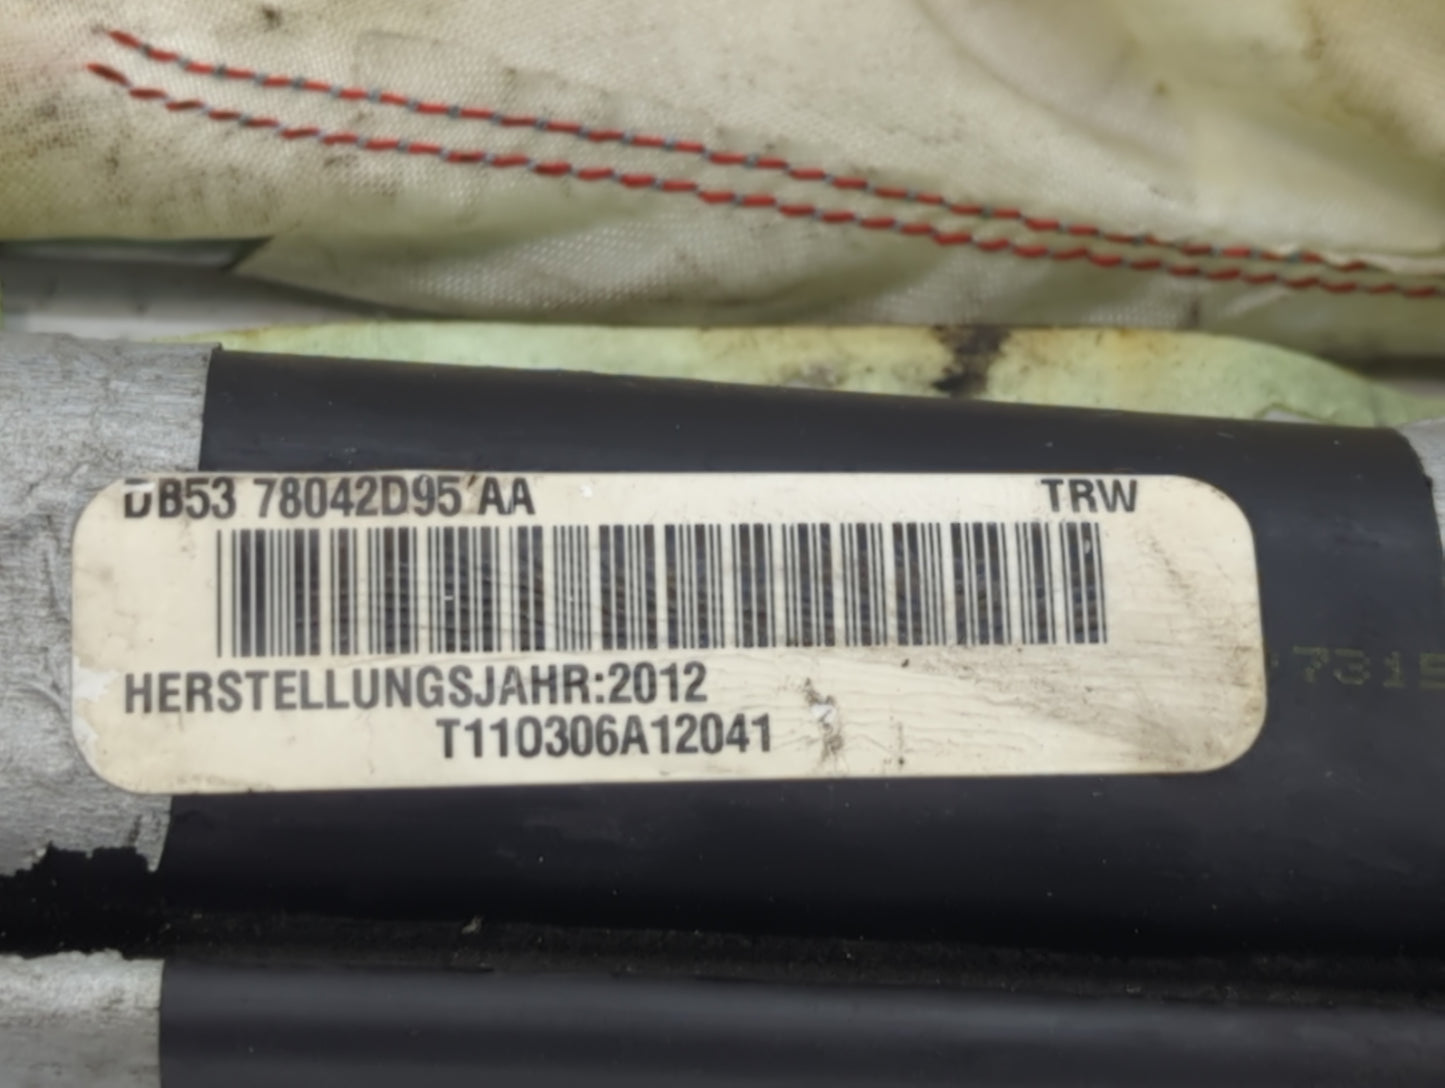 DB53 78042D95 AA TRW
HERSTELLUNGSJAHR:2012
T110306A12041